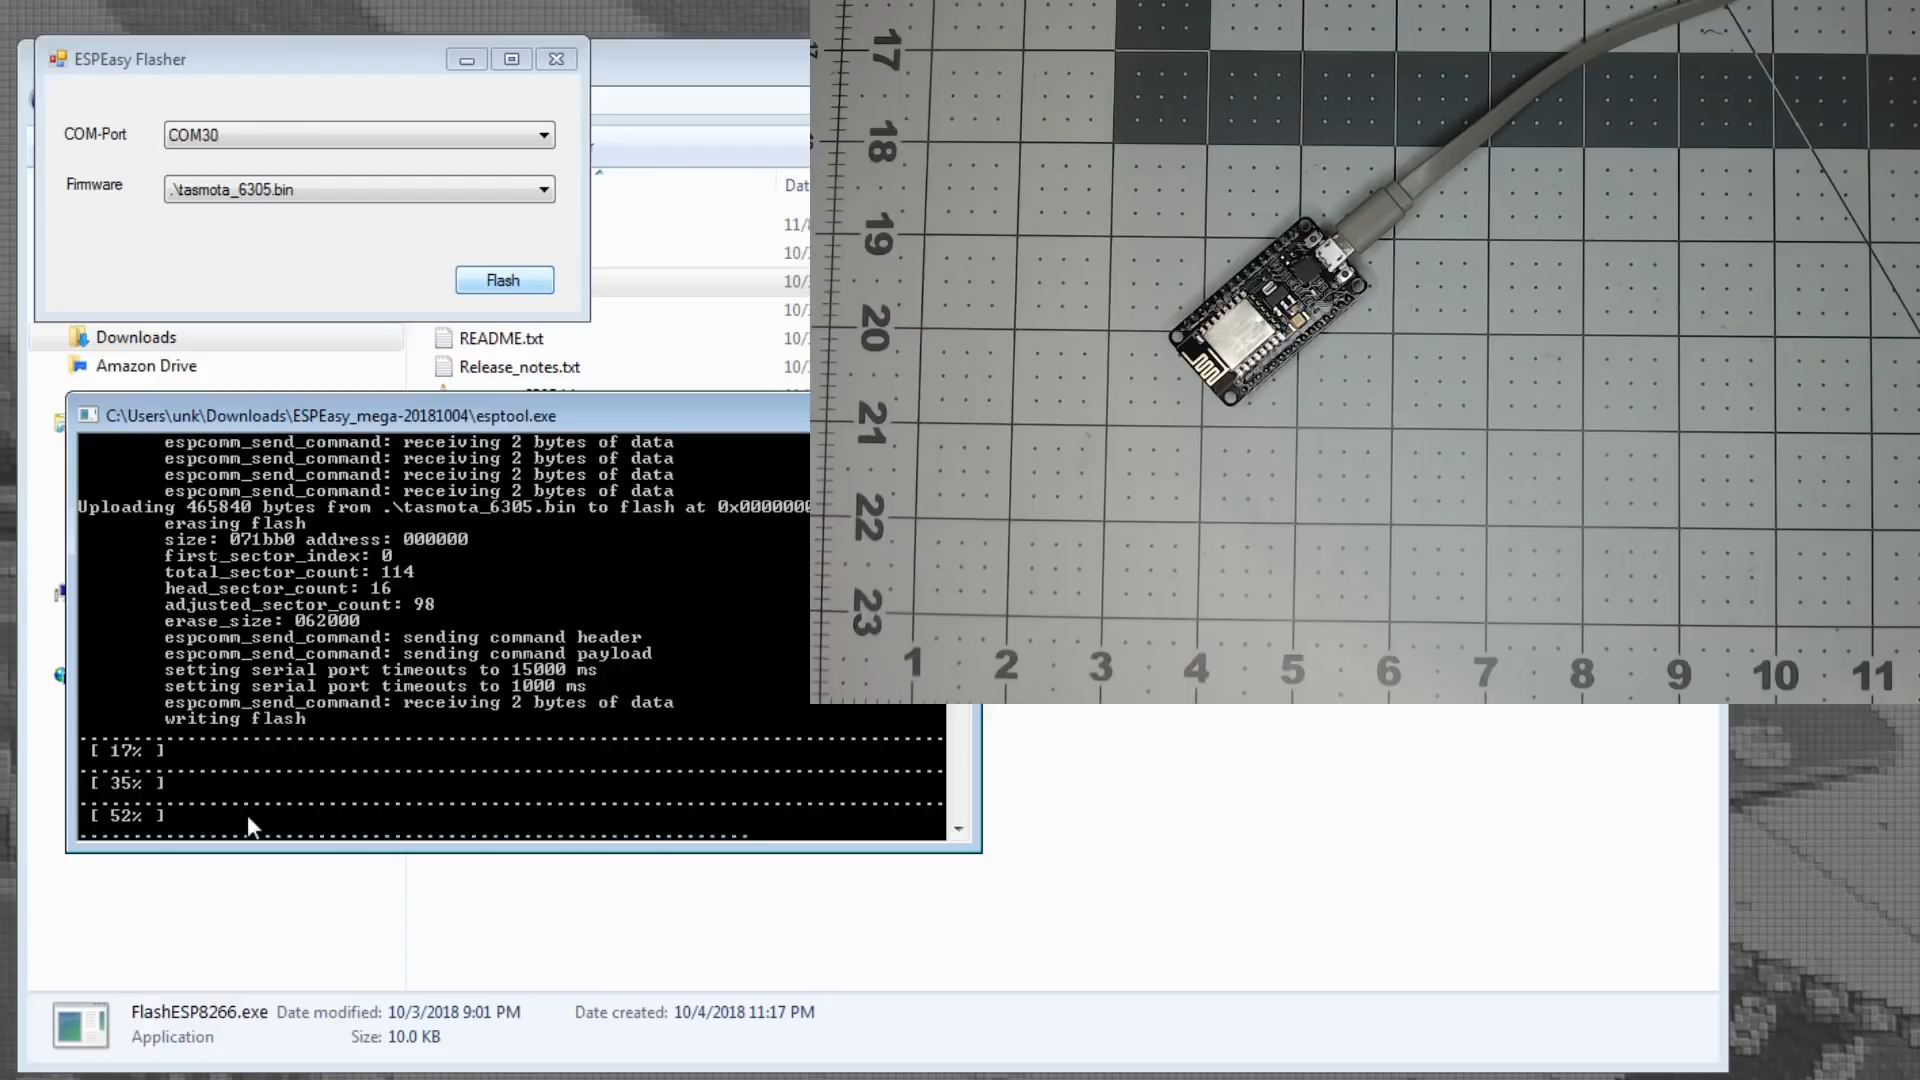 ESPEasy Flasher
COM-Port
COM30
Firmware
.\tasmota_6305.bin
Flash
Dat
11/
10/
10/
10/
Downloads
README.txt
10/
Amazon Drive
Release_notes.txt
10/
C:\Users\unk\Downloads\ESPEasy_mega-20181004\esptool.exe
espcomm_send_command: receiving 2 bytes of data
espcomm_send_command: receiving 2 bytes of data
espcomm_send_command: receiving 2 bytes of data
espcomm_send_command: receiving 2 bytes of data
Uploading 465840 bytes from .\tasmota_6305.bin to flash at 0x0000000
erasing flash
size: 071bb0 address: 000000
first_sector_index: 0
total_sector_count: 114
head_sector_count: 16
adjusted_sector_count: 98
erase_size: 062000
espcomm_send_command: sending command header
espcomm_send_command: sending command payload
setting serial port timeouts to 15000 ms
setting serial port timeouts to 1000 ms
espcomm_send_command: receiving 2 bytes of data
writing flash
[ 17% ]
[ 35% ]
[ 52% ]
FlashESP8266.exe Date modified: 10/3/2018 9:01 PM Date created: 10/4/2018 11:17 PM
Application Size: 10.0 KB
17
18
19
20
21
22
23
1 2 3 4 5 6 7 8 9 10 11